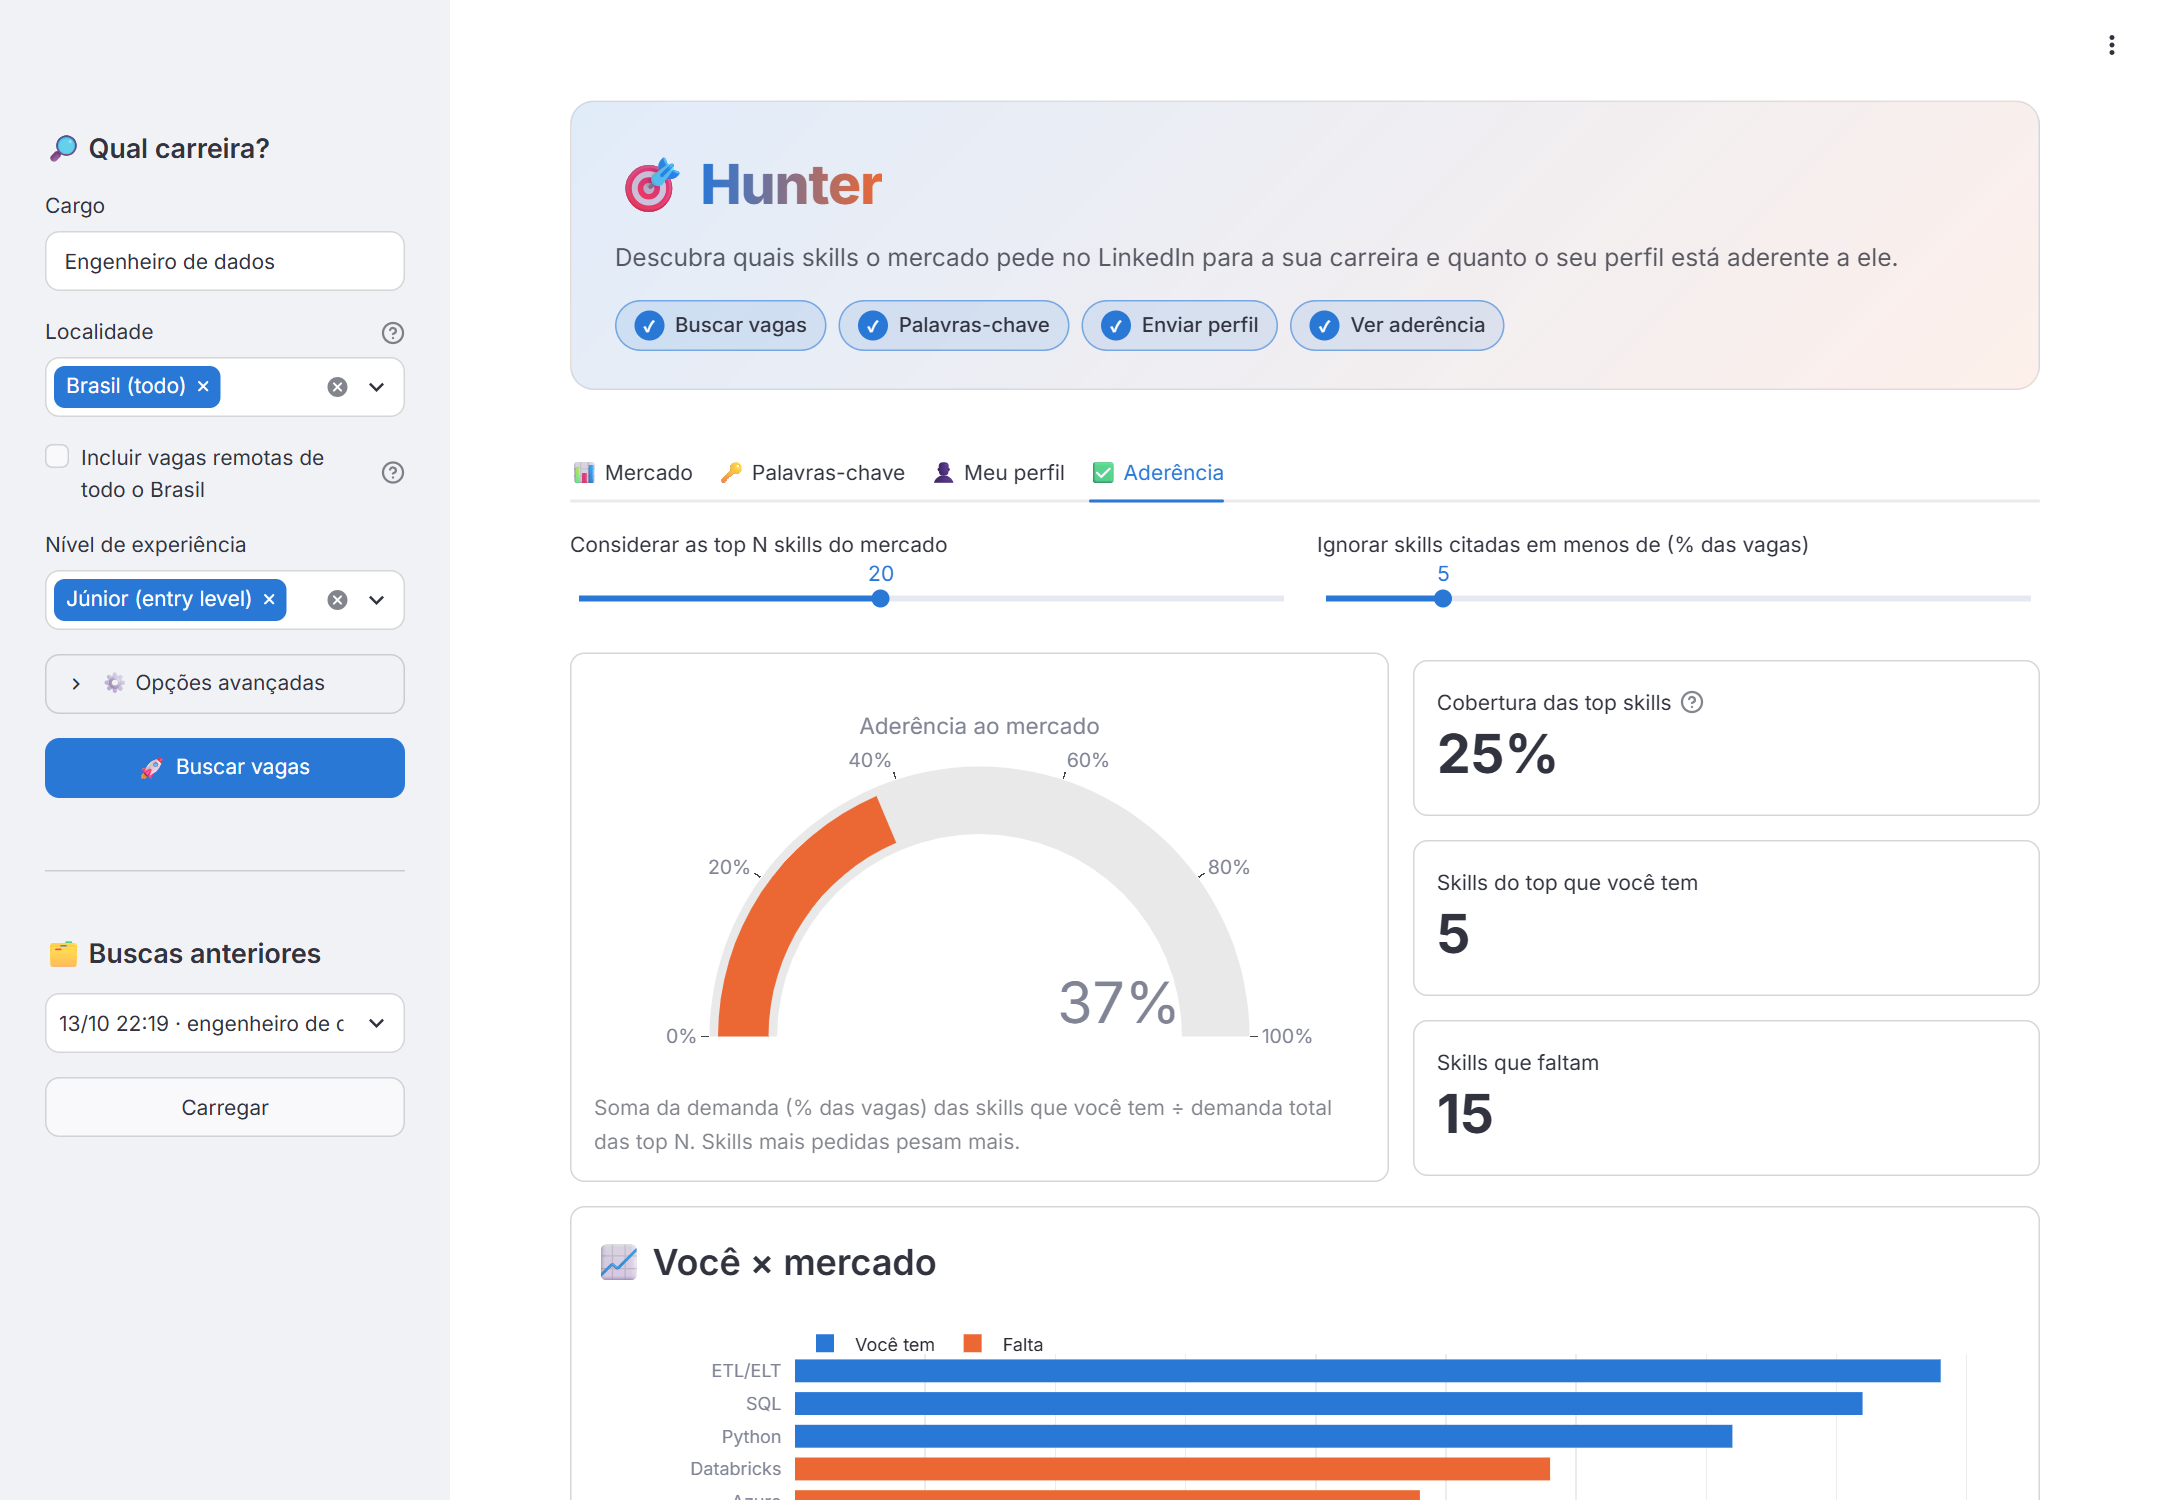 Qual carreira?
Cargo
Engenheiro de dados
Localidade
Brasil (todo)
Incluir vagas remotas de
todo o Brasil
Nível de experiência
Júnior (entry level)
Opções avançadas
Buscar vagas
Buscas anteriores
13/10 22:19 · engenheiro de
Carregar
Hunter
Descubra quais skills o mercado pede no LinkedIn para a sua carreira e quanto o seu perfil está aderente a ele.
Buscar vagas
Palavras-chave
Enviar perfil
Ver aderência
Mercado
Palavras-chave
Meu perfil
Aderência
Considerar as top N skills do mercado
20
Ignorar skills citadas em menos de (% das vagas)
5
Aderência ao mercado
0%
20%
40%
60%
80%
100%
37%
Soma da demanda (% das vagas) das skills que você tem ÷ demanda total
das top N. Skills mais pedidas pesam mais.
Cobertura das top skills
25%
Skills do top que você tem
5
Skills que faltam
15
Você × mercado
Você tem
Falta
ETL/ELT
SQL
Python
Databricks